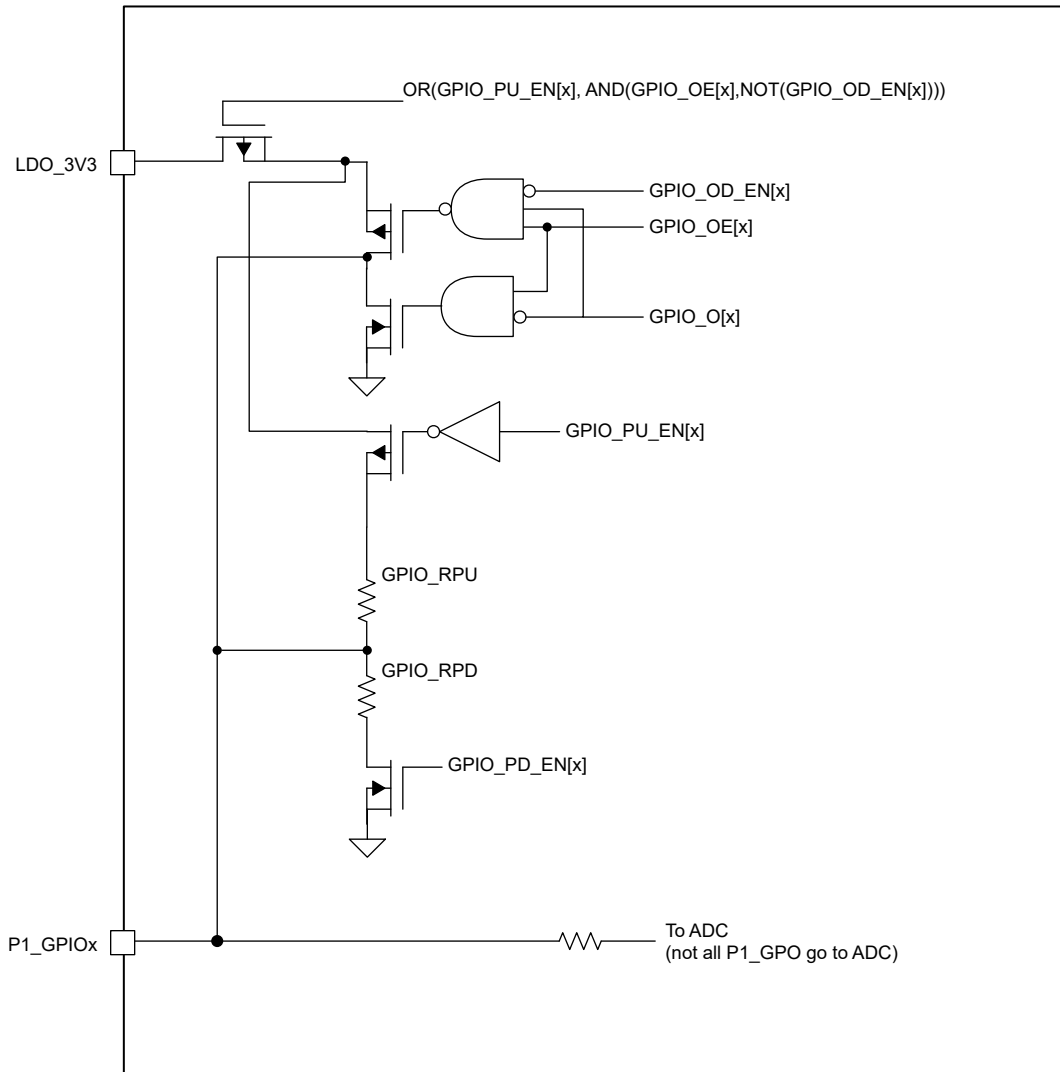 OR(GPIO_PU_EN[x], AND(GPIO_OE[x],NOT(GPIO_OD_EN[x])))
LDO_3V3
GPIO_OD_EN[x]
GPIO_OE[x]
GPIO_O[x]
GPIO_PU_EN[x]
GPIO_RPU
GPIO_RPD
GPIO_PD_EN[x]
P1_GPIOx
To ADC
(not all P1_GPO go to ADC)